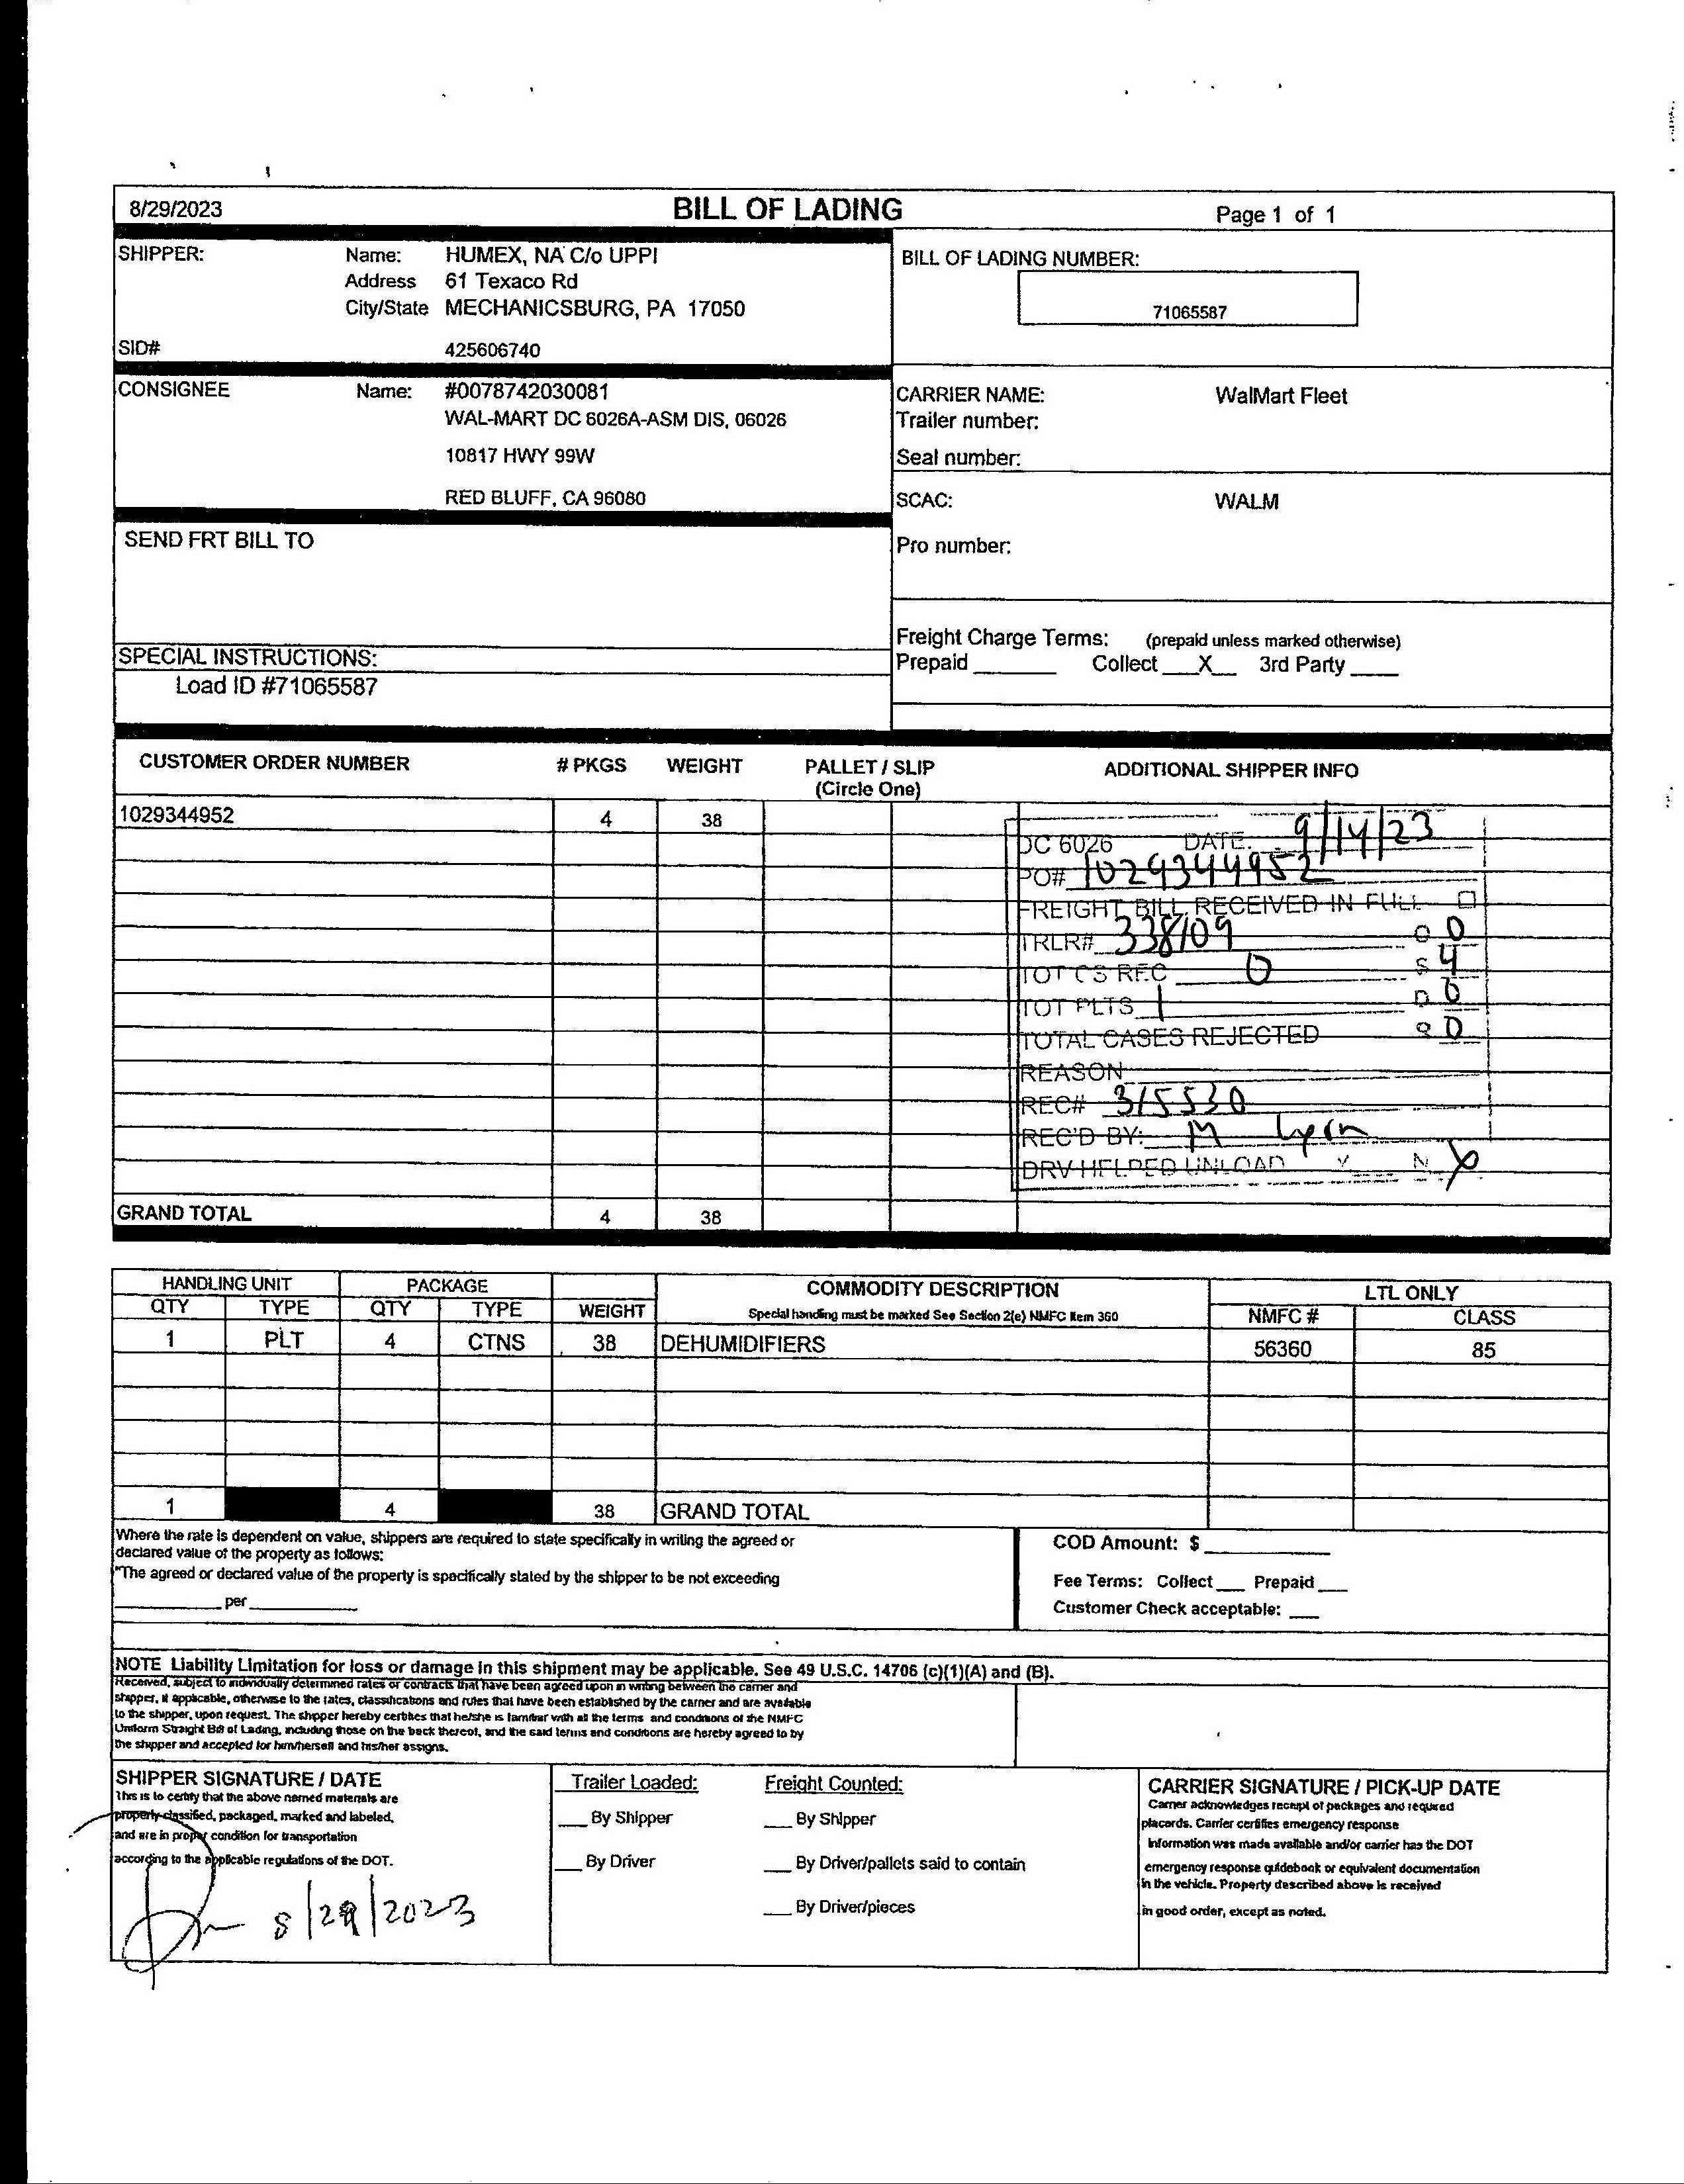 8/29/2023 BILL OF LADING Page 1 of 1
SHIPPER: Name: HUMEX, NA C/o UPPI
Address 61 Texaco Rd
City/State MECHANICSBURG, PA 17050
SID# 425606740
BILL OF LADING NUMBER:
71065587
CONSIGNEE Name: #0078742030081
WAL-MART DC 6026A-ASM DIS, 06026
10817 HWY 99W
RED BLUFF, CA 96080
CARRIER NAME: WalMart Fleet
Trailer number:
Seal number:
SCAC: WALM
Pro number:
SEND FRT BILL TO
Freight Charge Terms: (prepaid unless marked otherwise)
Prepaid ______ Collect __X__ 3rd Party ____
SPECIAL INSTRUCTIONS:
Load ID #71065587
CUSTOMER ORDER NUMBER # PKGS WEIGHT PALLET / SLIP ADDITIONAL SHIPPER INFO
(Circle One)
1029344952 4 38
DC 6026 DATE: 9/14/23
PO# 1029344952
FREIGHT BILL RECEIVED IN FULL
TRLR# 338109 O 0
TOT CS REC 0 S 4
TOT PLTS 1 D 0
TOTAL CASES REJECTED R 0
REASON
REC# 315530
REC'D BY: M
DRV HELPED UNLOAD Y N X
GRAND TOTAL 4 38
HANDLING UNIT PACKAGE COMMODITY DESCRIPTION LTL ONLY
QTY TYPE QTY TYPE WEIGHT Special handling must be marked See Section 2(e) NMFC Item 360 NMFC # CLASS
1 PLT 4 CTNS 38 DEHUMIDIFIERS 56360 85
1 4 38 GRAND TOTAL
Where the rate is dependent on value, shippers are required to state specifically in writing the agreed or
declared value of the property as follows:
"The agreed or declared value of the property is specifically stated by the shipper to be not exceeding
______ per ______
COD Amount: $ ______
Fee Terms: Collect ___ Prepaid ___
Customer Check acceptable: ___
NOTE Liability Limitation for loss or damage in this shipment may be applicable. See 49 U.S.C. 14706 (c)(1)(A) and (B).
Received, subject to individually determined rates or contracts that have been agreed upon in writing between the carrier and
shipper, if applicable, otherwise to the rates, classifications and rules that have been established by the carrier and are available
to the shipper, upon request. The shipper hereby certifies that he/she is familiar with all the terms and conditions of the NMFC
Uniform Straight Bill of Lading, including those on the back thereof, and the said terms and conditions are hereby agreed to by
the shipper and accepted for him/herself and his/her assigns.
SHIPPER SIGNATURE / DATE
This is to certify that the above named materials are
properly classified, packaged, marked and labeled,
and are in proper condition for transportation
according to the applicable regulations of the DOT.
8/29/2023
Trailer Loaded:
___ By Shipper
___ By Driver
Freight Counted:
___ By Shipper
___ By Driver/pallets said to contain
___ By Driver/pieces
CARRIER SIGNATURE / PICK-UP DATE
Carrier acknowledges receipt of packages and required
placards. Carrier certifies emergency response
information was made available and/or carrier has the DOT
emergency response guidebook or equivalent documentation
in the vehicle. Property described above is received
in good order, except as noted.